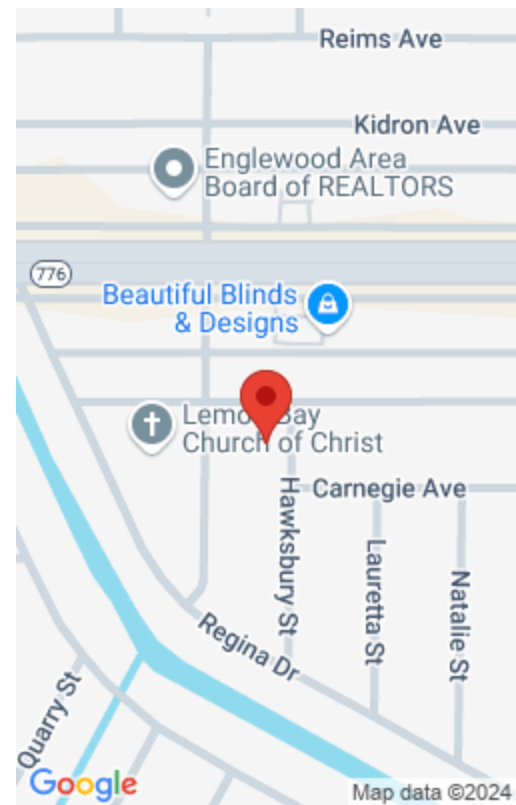 Reims Ave
Kidron Ave
Englewood Area
Board of REALTORS
776
Beautiful Blinds
& Designs
Lemon Bay
Church of Christ
Carnegie Ave
Hawksbury St
Lauretta St
Natalie St
Regina Dr
Quarry St
Google
Map data ©2024